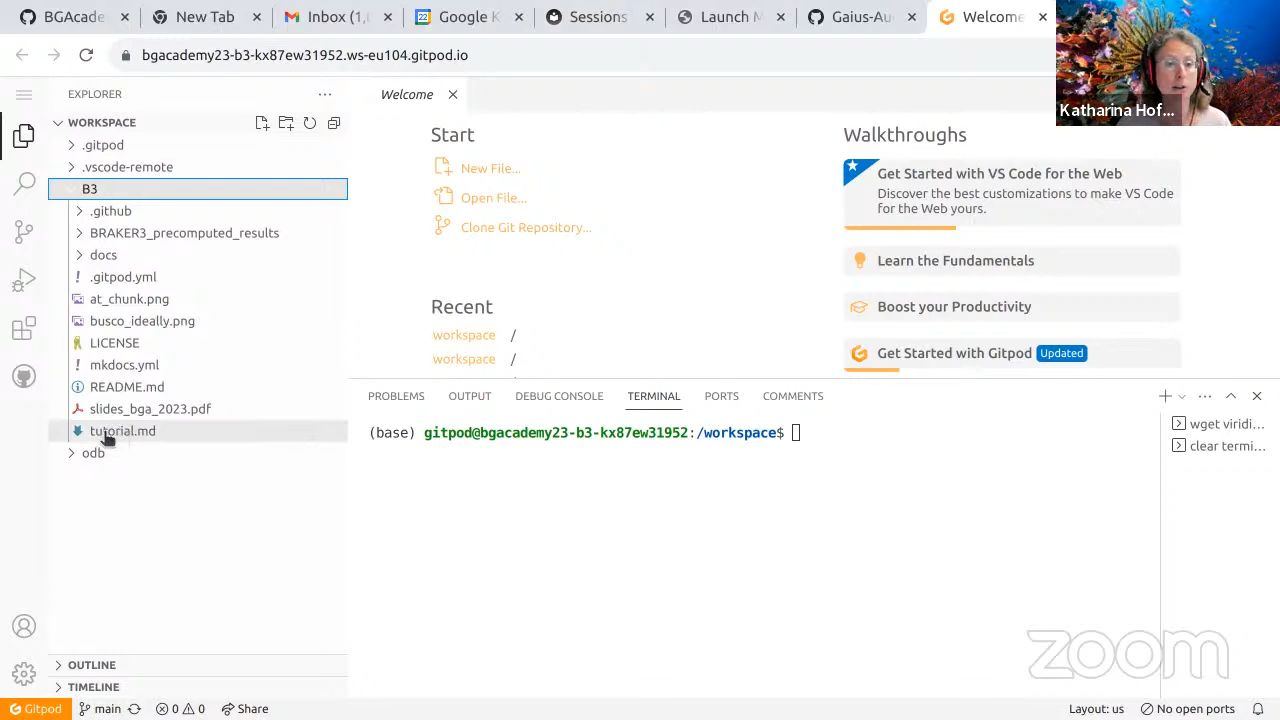 BGAcade
New Tab
Inbox (1,
Google K
Sessions
Launch M
Gaius-Au
Welcome
bgacademy23-b3-kx87ew31952.ws-eu104.gitpod.io
Katharina Hof...
EXPLORER
WORKSPACE
.gitpod
.vscode-remote
B3
.github
BRAKER3_precomputed_results
docs
.gitpod.yml
at_chunk.png
busco_ideally.png
LICENSE
mkdocs.yml
README.md
slides_bga_2023.pdf
tutorial.md
odb
OUTLINE
TIMELINE
Welcome
Start
New File...
Open File...
Clone Git Repository...
Recent
workspace /
workspace /
Walkthroughs
Get Started with VS Code for the Web
Discover the best customizations to make VS Code
for the Web yours.
Learn the Fundamentals
Boost your Productivity
Get Started with Gitpod Updated
PROBLEMS OUTPUT DEBUG CONSOLE TERMINAL PORTS COMMENTS
(base) gitpod@bgacademy23-b3-kx87ew31952:/workspace$
wget viridi...
clear termi...
zoom
Gitpod main 0 0 Share Layout: us No open ports